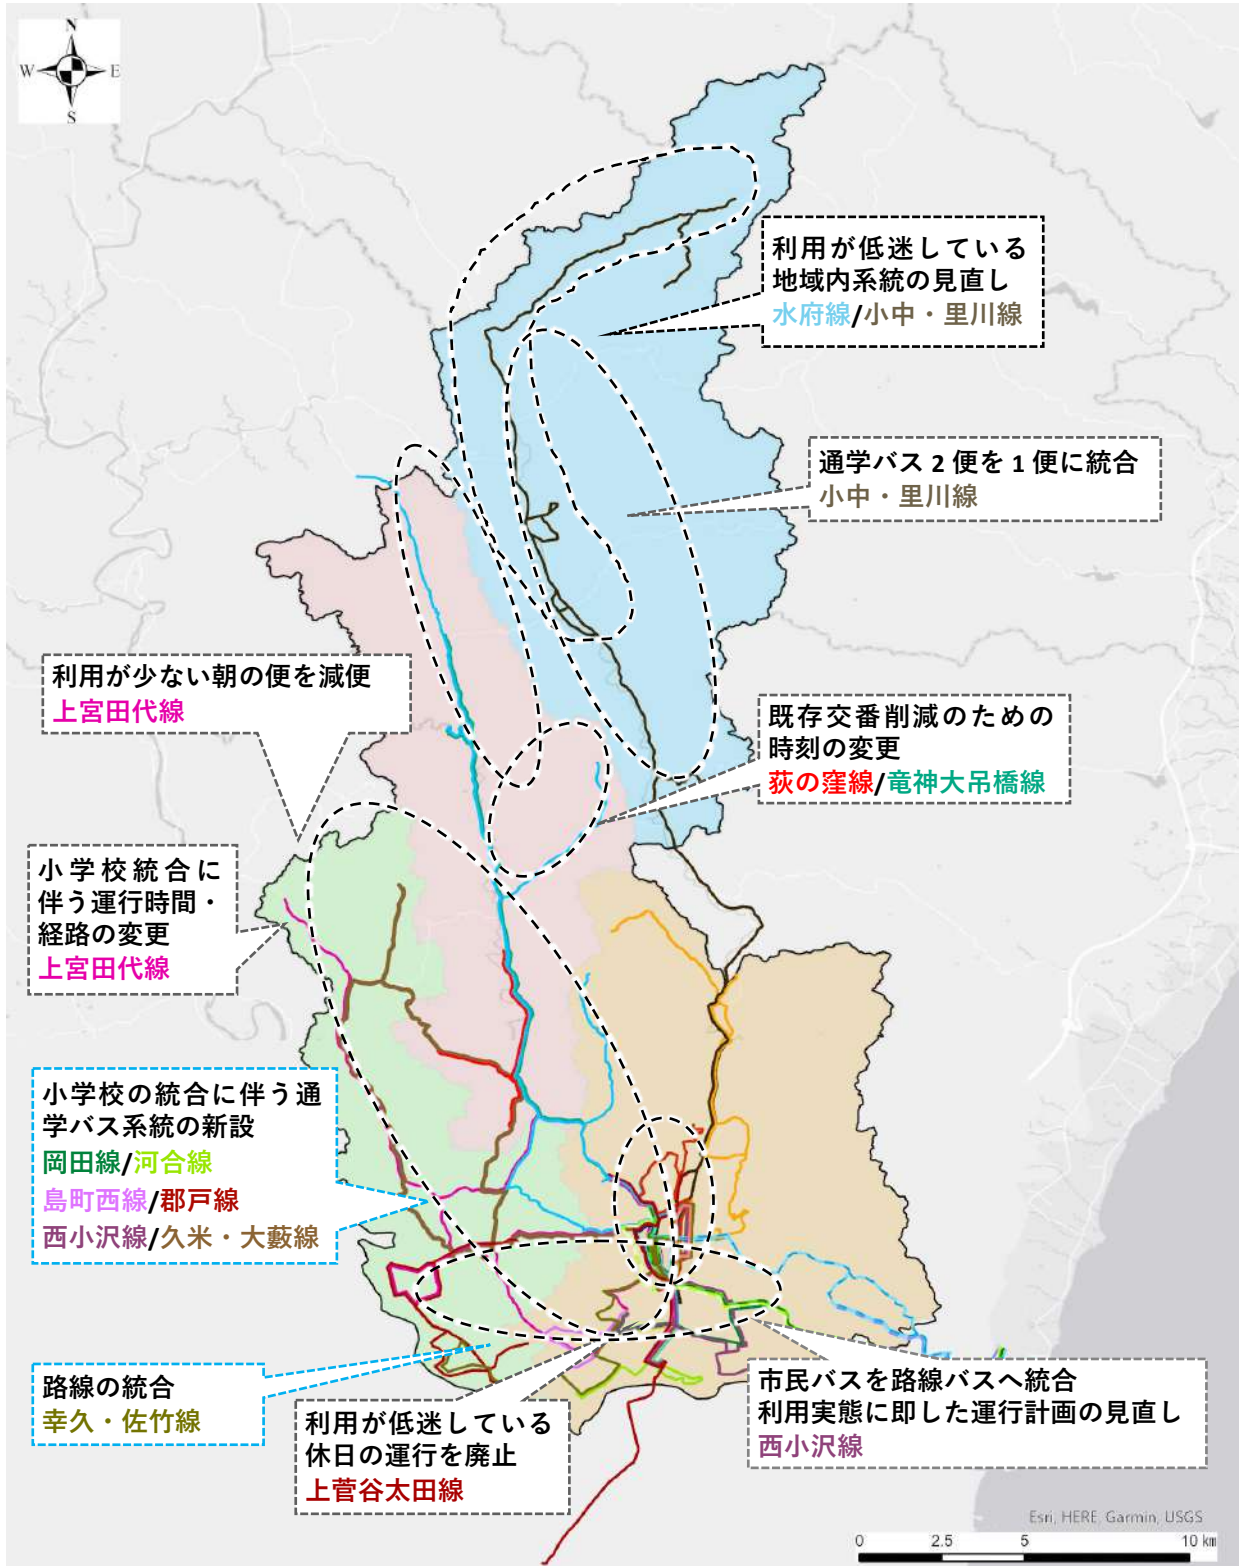 N
W E
S
利用が低迷している
地域内系統の見直し
水府線/小中・里川線
通学バス2便を1便に統合
小中・里川線
利用が少ない朝の便を減便
上宮田代線
既存交番削減のための
時刻の変更
荻の窪線/竜神大吊橋線
小学校統合に
伴う運行時間・
経路の変更
上宮田代線
小学校の統合に伴う通
学バス系統の新設
岡田線/河合線
島町西線/郡戸線
西小沢線/久米・大藪線
路線の統合
幸久・佐竹線
利用が低迷している
休日の運行を廃止
上菅谷太田線
市民バスを路線バスへ統合
利用実態に即した運行計画の見直し
西小沢線
Esri, HERE, Garmin, USGS
0 2.5 5 10 km